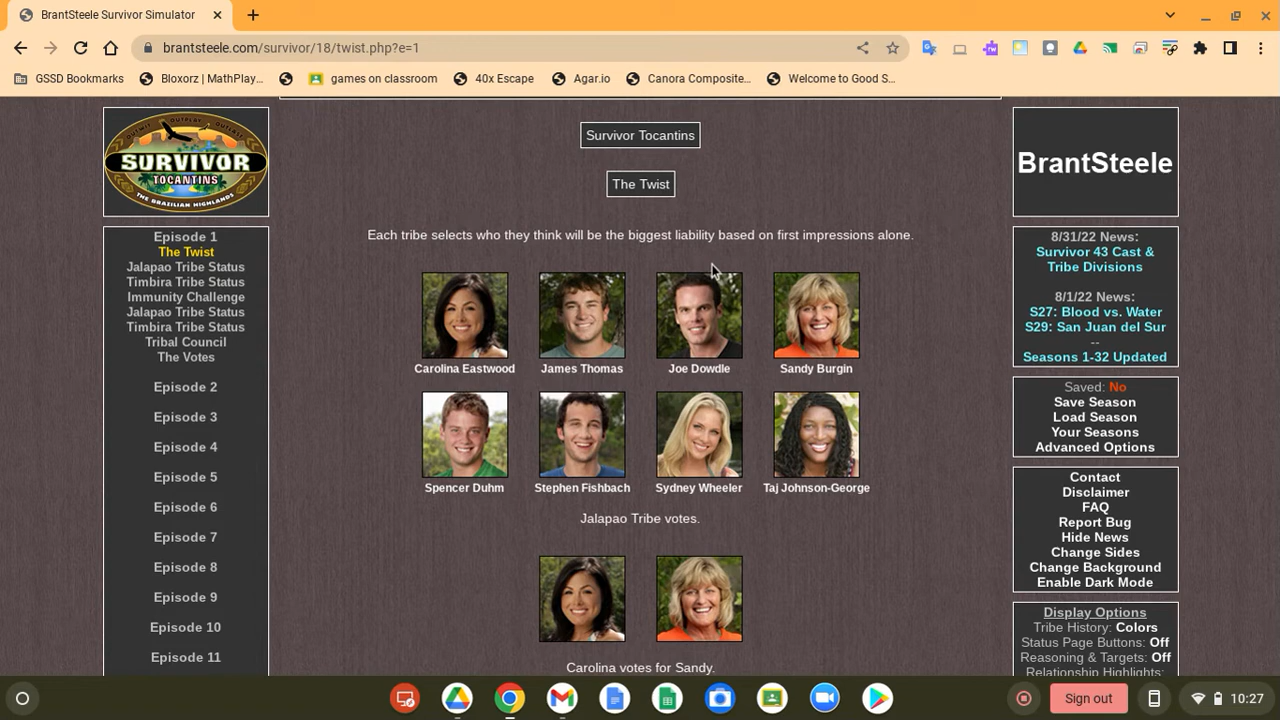 BrantSteele Survivor Simulator
brantsteele.com/survivor/18/twist.php?e=1
GSSD Bookmarks
Bloxorz | MathPlay...
games on classroom
40x Escape
Agar.io
Canora Composite...
Welcome to Good S...
OUTWIT OUTPLAY OUTLAST
SURVIVOR
TOCANTINS
THE BRAZILIAN HIGHLANDS
Episode 1
The Twist
Jalapao Tribe Status
Timbira Tribe Status
Immunity Challenge
Jalapao Tribe Status
Timbira Tribe Status
Tribal Council
The Votes
Episode 2
Episode 3
Episode 4
Episode 5
Episode 6
Episode 7
Episode 8
Episode 9
Episode 10
Episode 11
Survivor Tocantins
The Twist
Each tribe selects who they think will be the biggest liability based on first impressions alone.
Carolina Eastwood James Thomas Joe Dowdle Sandy Burgin
Spencer Duhm Stephen Fishbach Sydney Wheeler Taj Johnson-George
Jalapao Tribe votes.
Carolina votes for Sandy.
BrantSteele
8/31/22 News:
Survivor 43 Cast &
Tribe Divisions
8/1/22 News:
S27: Blood vs. Water
S29: San Juan del Sur
--
Seasons 1-32 Updated
Saved: No
Save Season
Load Season
Your Seasons
Advanced Options
Contact
Disclaimer
FAQ
Report Bug
Hide News
Change Sides
Change Background
Enable Dark Mode
Display Options
Tribe History: Colors
Status Page Buttons: Off
Reasoning & Targets: Off
Relationship Highlights:
Sign out
10:27